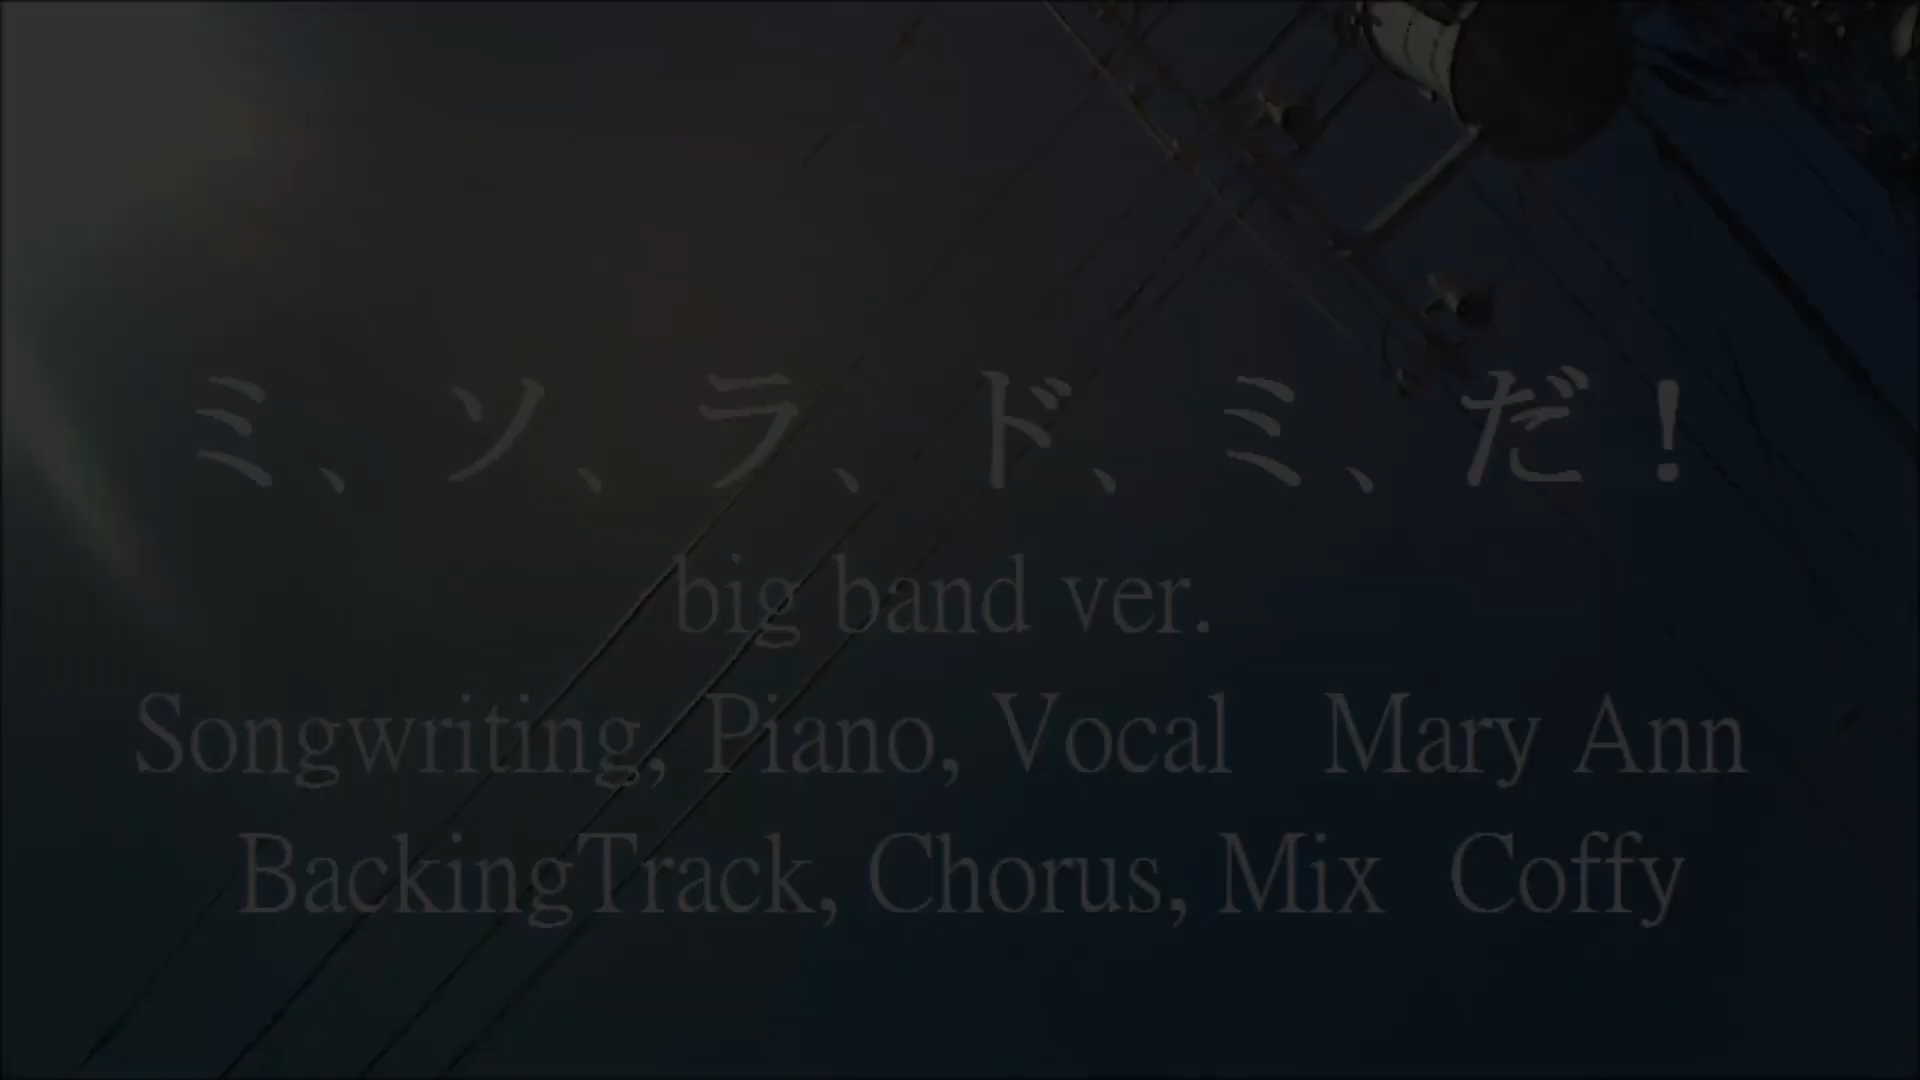 ミ、ソ、ラ、ド、ミ、だ！
big band ver.
Songwriting, Piano, Vocal　Mary Ann
BackingTrack, Chorus, Mix　Coffy